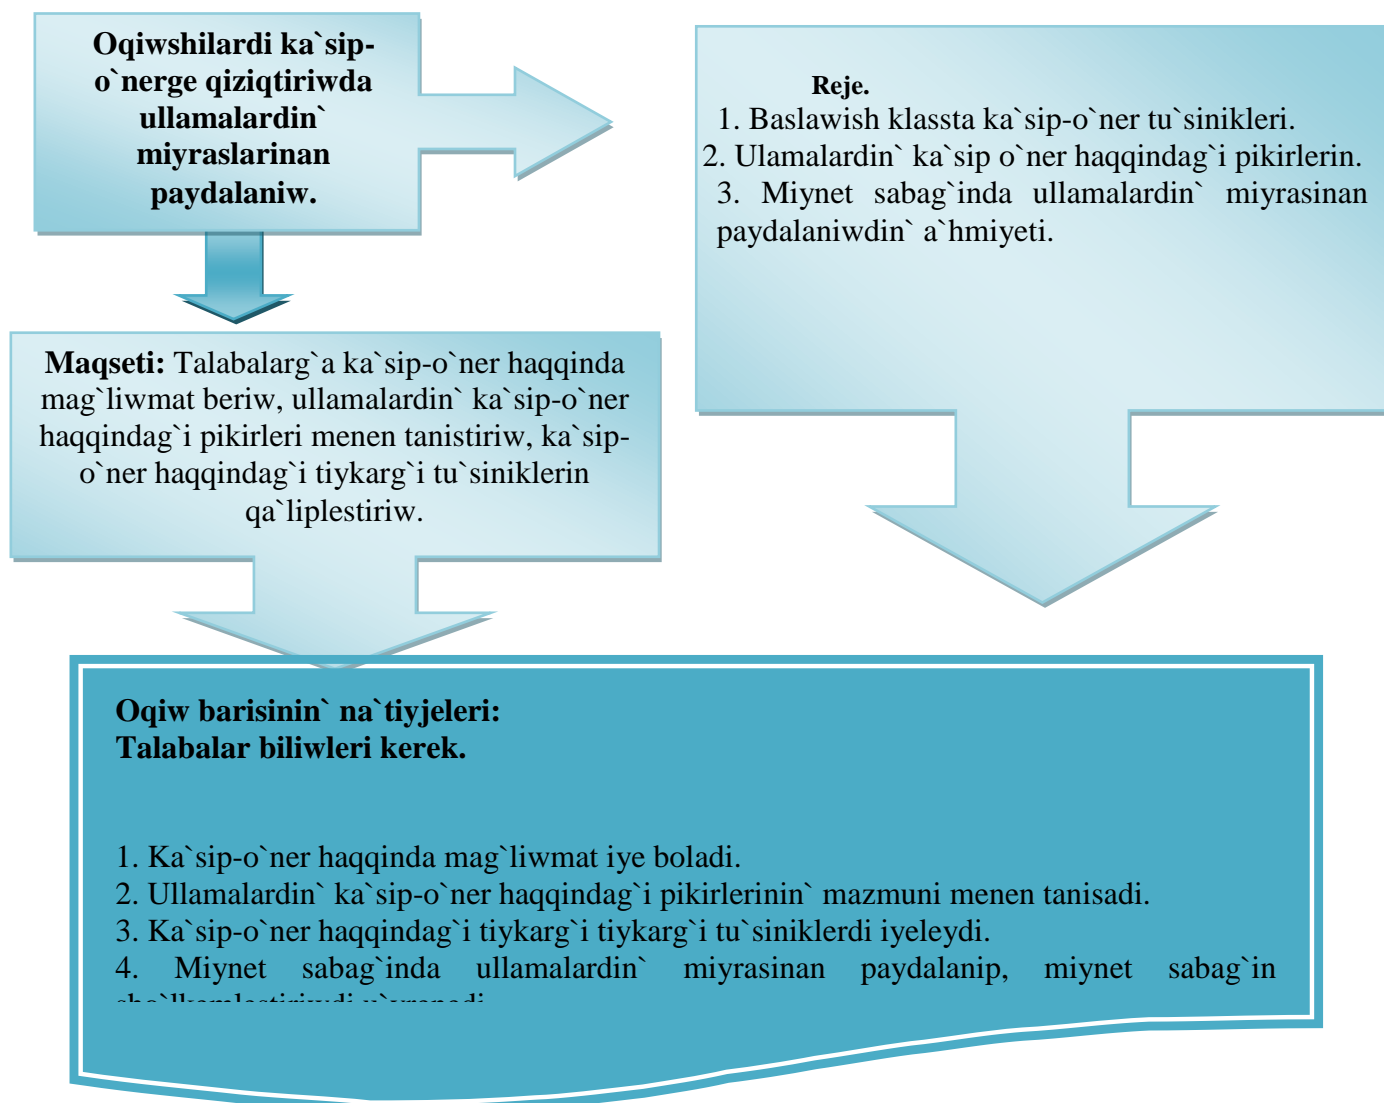 Oqiwshilardi ka`sip-
o`nerge qiziqtiriwda
ullamalardin`
miyraslarinan
paydalaniw.
Reje.
1. Baslawish klassta ka`sip-o`ner tu`sinikleri.
2. Ulamalardin` ka`sip o`ner haqqindag`i pikirlerin.
3. Miynet sabag`inda ullamalardin` miyrasinan
paydalaniwdin` a`hmiyeti.
Maqseti: Talabalarg`a ka`sip-o`ner haqqinda
mag`liwmat beriw, ullamalardin` ka`sip-o`ner
haqqindag`i pikirleri menen tanistiriw, ka`sip-
o`ner haqqindag`i tiykarg`i tu`siniklerin
qa`liplestiriw.
Oqiw barisinin` na`tiyjeleri:
Talabalar biliwleri kerek.
1. Ka`sip-o`ner haqqinda mag`liwmat iye boladi.
2. Ullamalardin` ka`sip-o`ner haqqindag`i pikirlerinin` mazmuni menen tanisadi.
3. Ka`sip-o`ner haqqindag`i tiykarg`i tiykarg`i tu`siniklerdi iyeleydi.
4. Miynet sabag`inda ullamalardin` miyrasinan paydalanip, miynet sabag`in